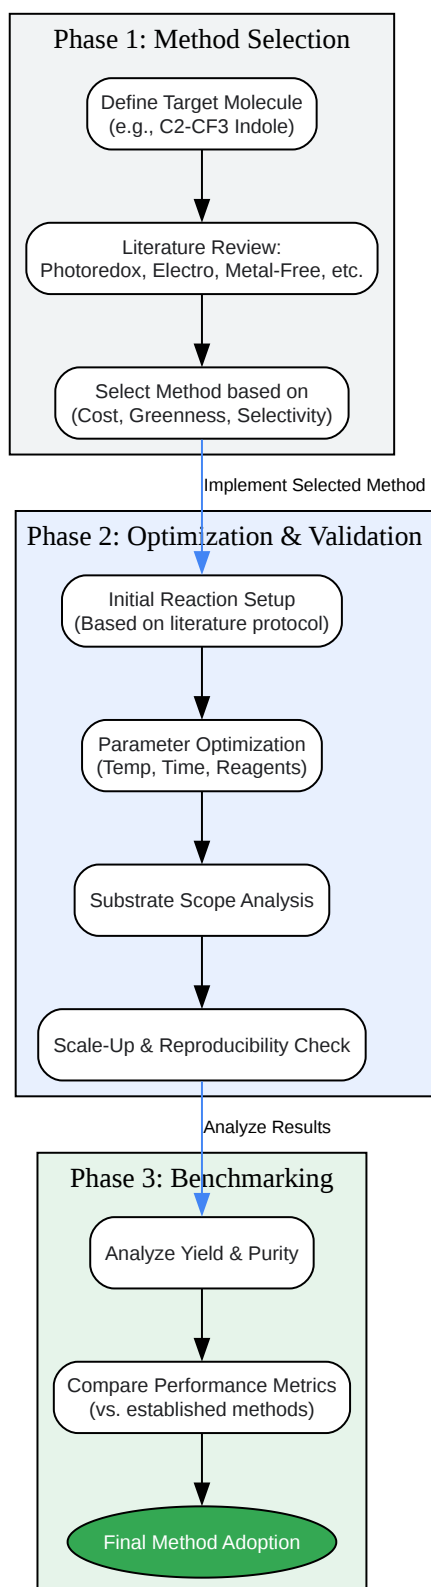 Phase 1: Method Selection
Define Target Molecule
(e.g., C2-CF3 Indole)
Literature Review:
Photoredox, Electro, Metal-Free, etc.
Select Method based on
(Cost, Greenness, Selectivity)
Implement Selected Method
Phase 2: Optimization & Validation
Initial Reaction Setup
(Based on literature protocol)
Parameter Optimization
(Temp, Time, Reagents)
Substrate Scope Analysis
Scale-Up & Reproducibility Check
Analyze Results
Phase 3: Benchmarking
Analyze Yield & Purity
Compare Performance Metrics
(vs. established methods)
Final Method Adoption